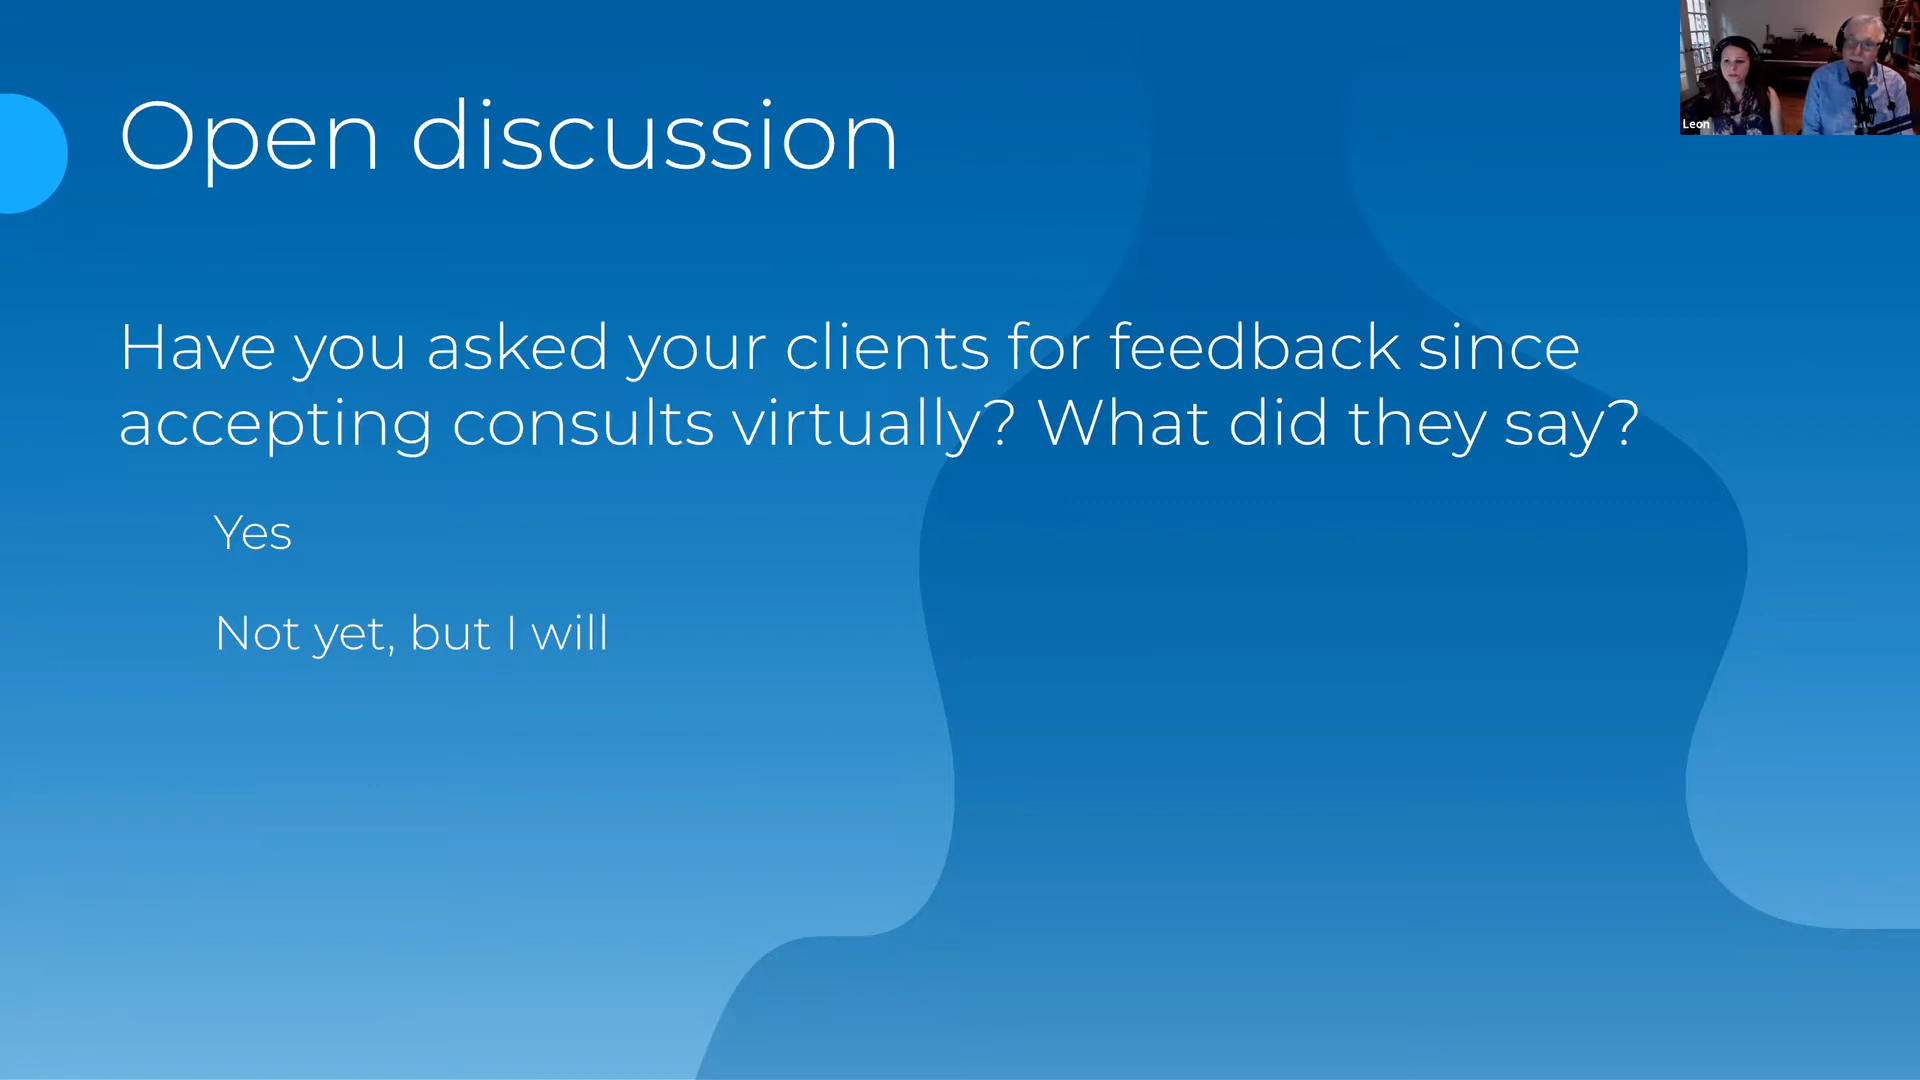 Open discussion
Have you asked your clients for feedback since
accepting consults virtually? What did they say?
Yes
Not yet, but I will
Leon